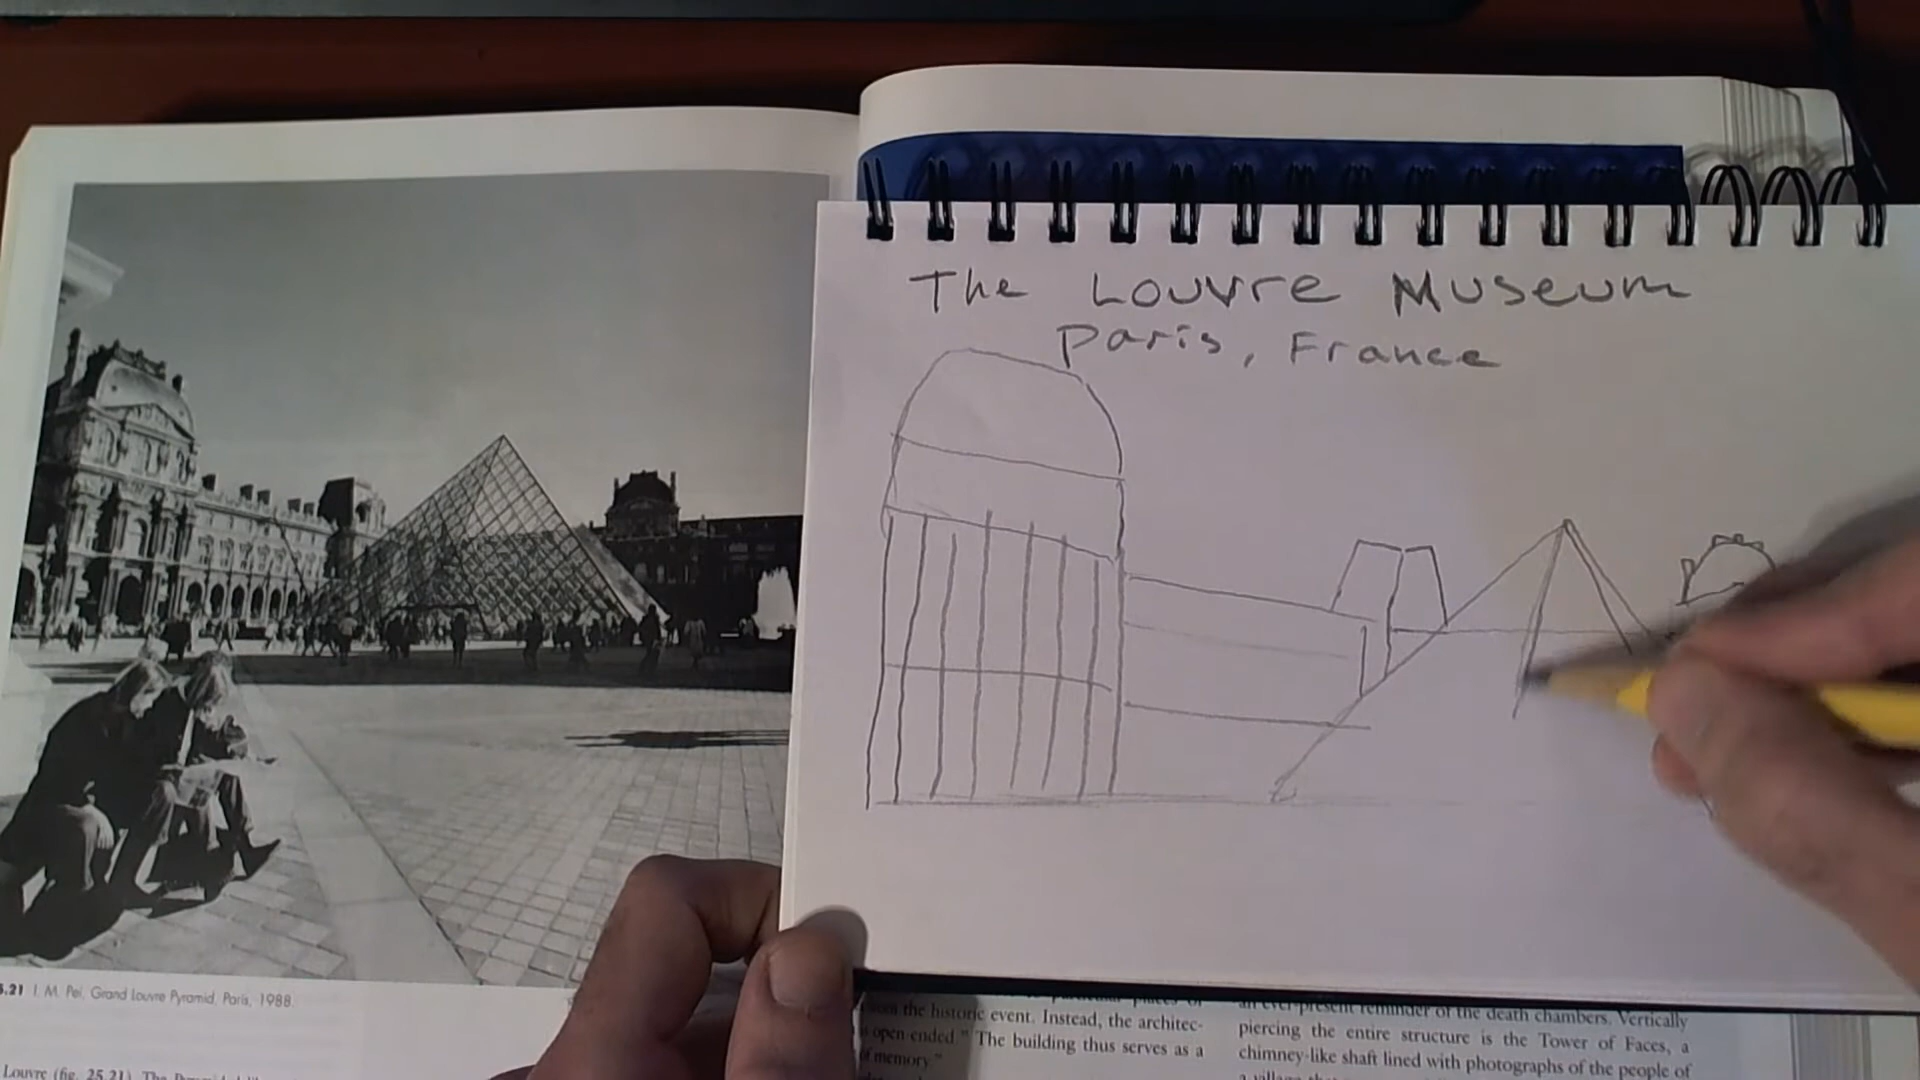 The Louvre Museum
Paris, France
5.21 I. M. Pei, Grand Louvre Pyramid, Paris, 1988.
Louvre (fig. 25.21). The
the historic event. Instead, the architec-
open-ended." The building thus serves as a
of memory."
an ever-present reminder of the death chambers. Vertically
piercing the entire structure is the Tower of Faces, a
chimney-like shaft lined with photographs of the people of